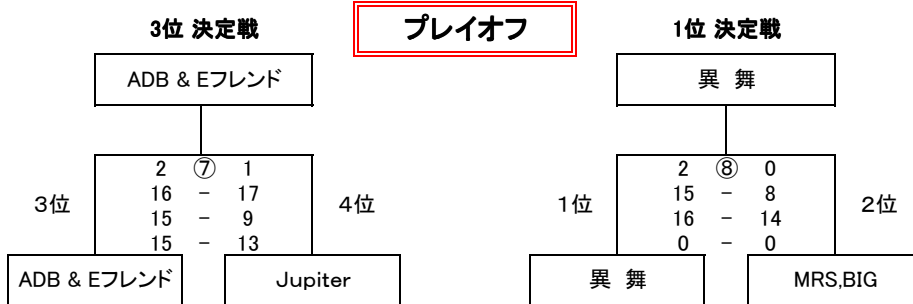 プレイオフ
3位 決定戦
ADB & Eフレンド
2 ⑦ 1
16 − 17
15 − 9
15 − 13
3位
4位
ADB & Eフレンド
Jupiter
1位 決定戦
異 舞
2 ⑧ 0
15 − 8
16 − 14
0 − 0
1位
2位
異 舞
MRS,BIG